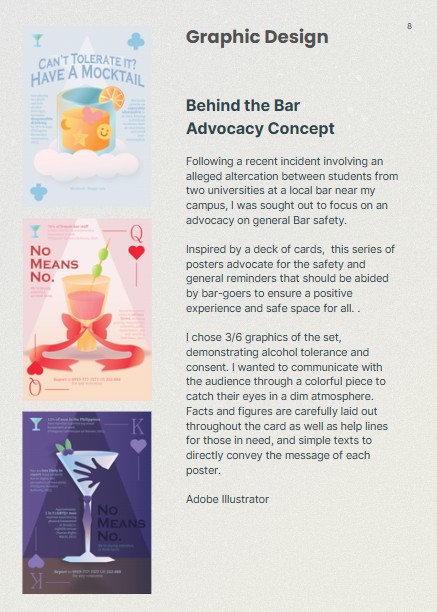 8
Graphic Design
CAN'T TOLERATE IT?
HAVE A MOCKTAIL
Q
NO
MEANS
NO.
Q
K
NO
MEANS
NO.
K
Behind the Bar
Advocacy Concept
Following a recent incident involving an
alleged altercation between students from
two universities at a local bar near my
campus, I was sought out to focus on an
advocacy on general Bar safety.
Inspired by a deck of cards, this series of
posters advocate for the safety and
general reminders that should be abided
by bar-goers to ensure a positive
experience and safe space for all. .
I chose 3/6 graphics of the set,
demonstrating alcohol tolerance and
consent. I wanted to communicate with
the audience through a colorful piece to
catch their eyes in a dim atmosphere.
Facts and figures are carefully laid out
throughout the card as well as help lines
for those in need, and simple texts to
directly convey the message of each
poster.
Adobe Illustrator